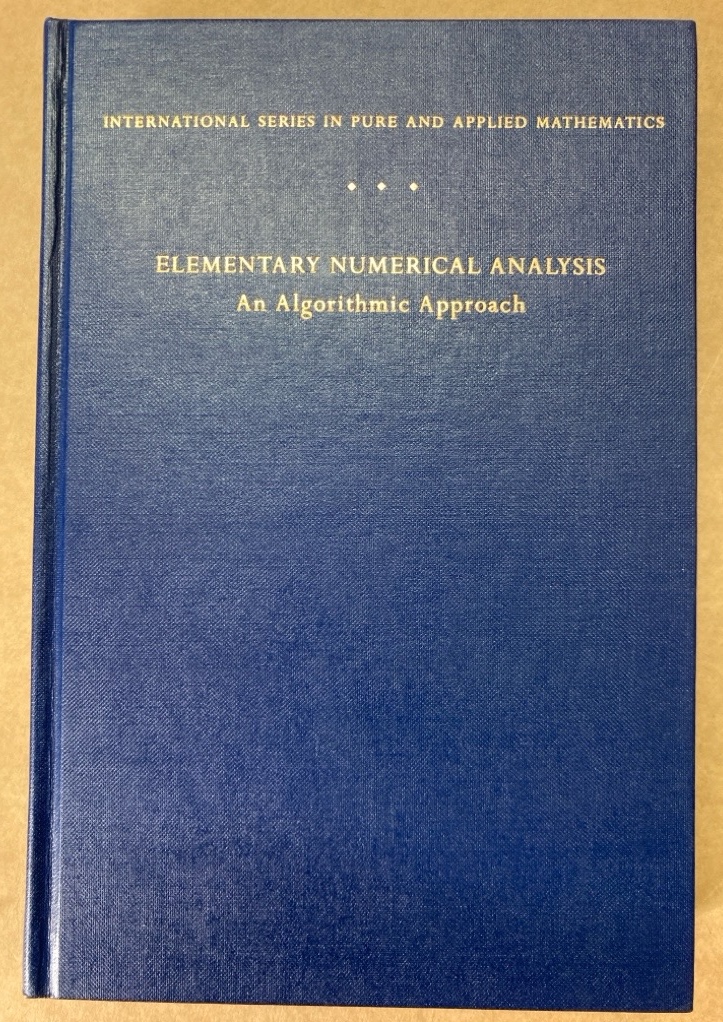 INTERNATIONAL SERIES IN PURE AND APPLIED MATHEMATICS
ELEMENTARY NUMERICAL ANALYSIS
An Algorithmic Approach